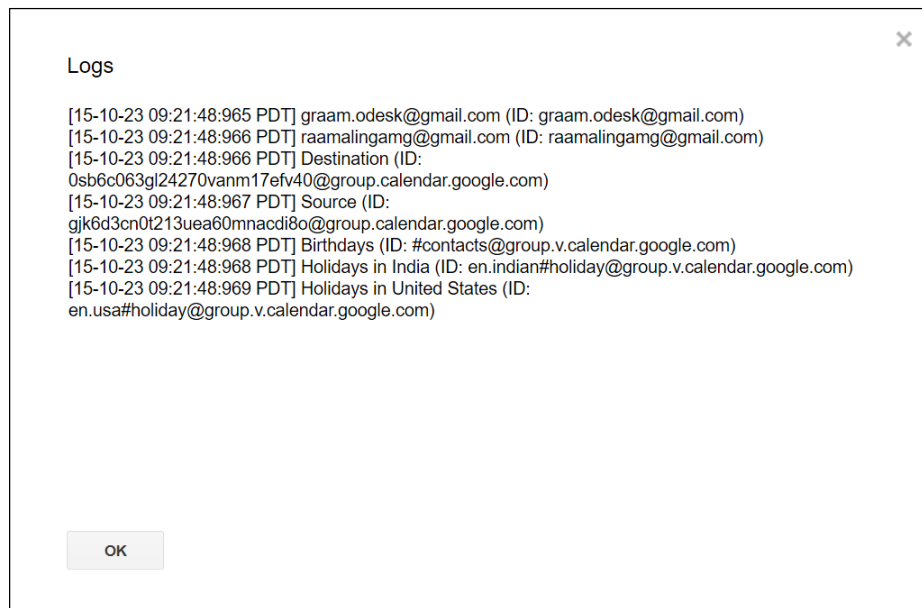 Logs
[15-10-23 09:21:48:965 PDT] graam.odesk@gmail.com (ID: graam.odesk@gmail.com)
[15-10-23 09:21:48:966 PDT] raamalingamg@gmail.com (ID: raamalingamg@gmail.com)
[15-10-23 09:21:48:966 PDT] Destination (ID:
0sb6c063gl24270vanm17efv40@group.calendar.google.com)
[15-10-23 09:21:48:967 PDT] Source (ID:
gjk6d3cn0t213uea60mnacdi8o@group.calendar.google.com)
[15-10-23 09:21:48:968 PDT] Birthdays (ID: #contacts@group.v.calendar.google.com)
[15-10-23 09:21:48:968 PDT] Holidays in India (ID: en.indian#holiday@group.v.calendar.google.com)
[15-10-23 09:21:48:969 PDT] Holidays in United States (ID:
en.usa#holiday@group.v.calendar.google.com)
OK